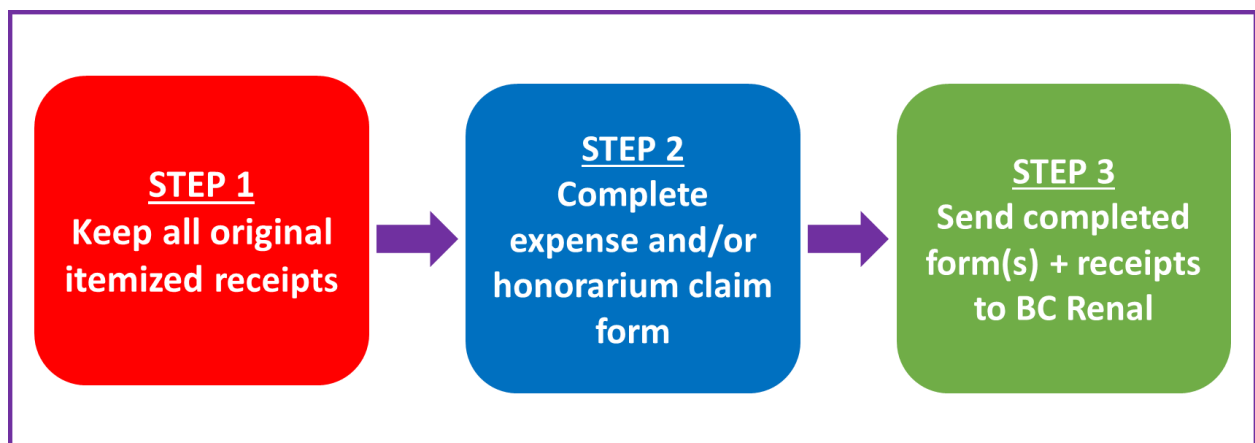 STEP 1
Keep all original
itemized receipts
STEP 2
Complete
expense and/or
honorarium claim
form
STEP 3
Send completed
form(s) + receipts
to BC Renal